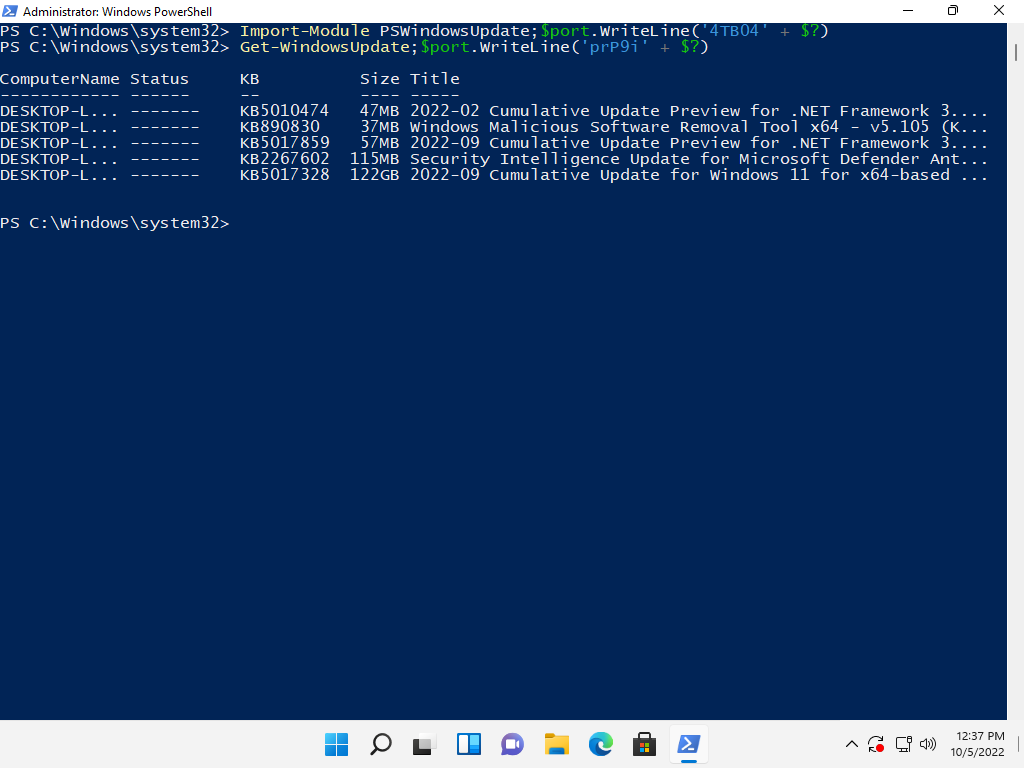 Administrator: Windows PowerShell
PS C:\Windows\system32> Import-Module PSWindowsUpdate;$port.WriteLine('4TBO4' + $?)
PS C:\Windows\system32> Get-WindowsUpdate;$port.WriteLine('prP9i' + $?)
ComputerName Status     KB          Size Title
------------ ------     --          ---- -----
DESKTOP-L... -------    KB5010474   47MB 2022-02 Cumulative Update Preview for .NET Framework 3....
DESKTOP-L... -------    KB890830    37MB Windows Malicious Software Removal Tool x64 - v5.105 (K...
DESKTOP-L... -------    KB5017859   57MB 2022-09 Cumulative Update Preview for .NET Framework 3....
DESKTOP-L... -------    KB2267602  115MB Security Intelligence Update for Microsoft Defender Ant...
DESKTOP-L... -------    KB5017328  122GB 2022-09 Cumulative Update for Windows 11 for x64-based ...
PS C:\Windows\system32>
12:37 PM
10/5/2022